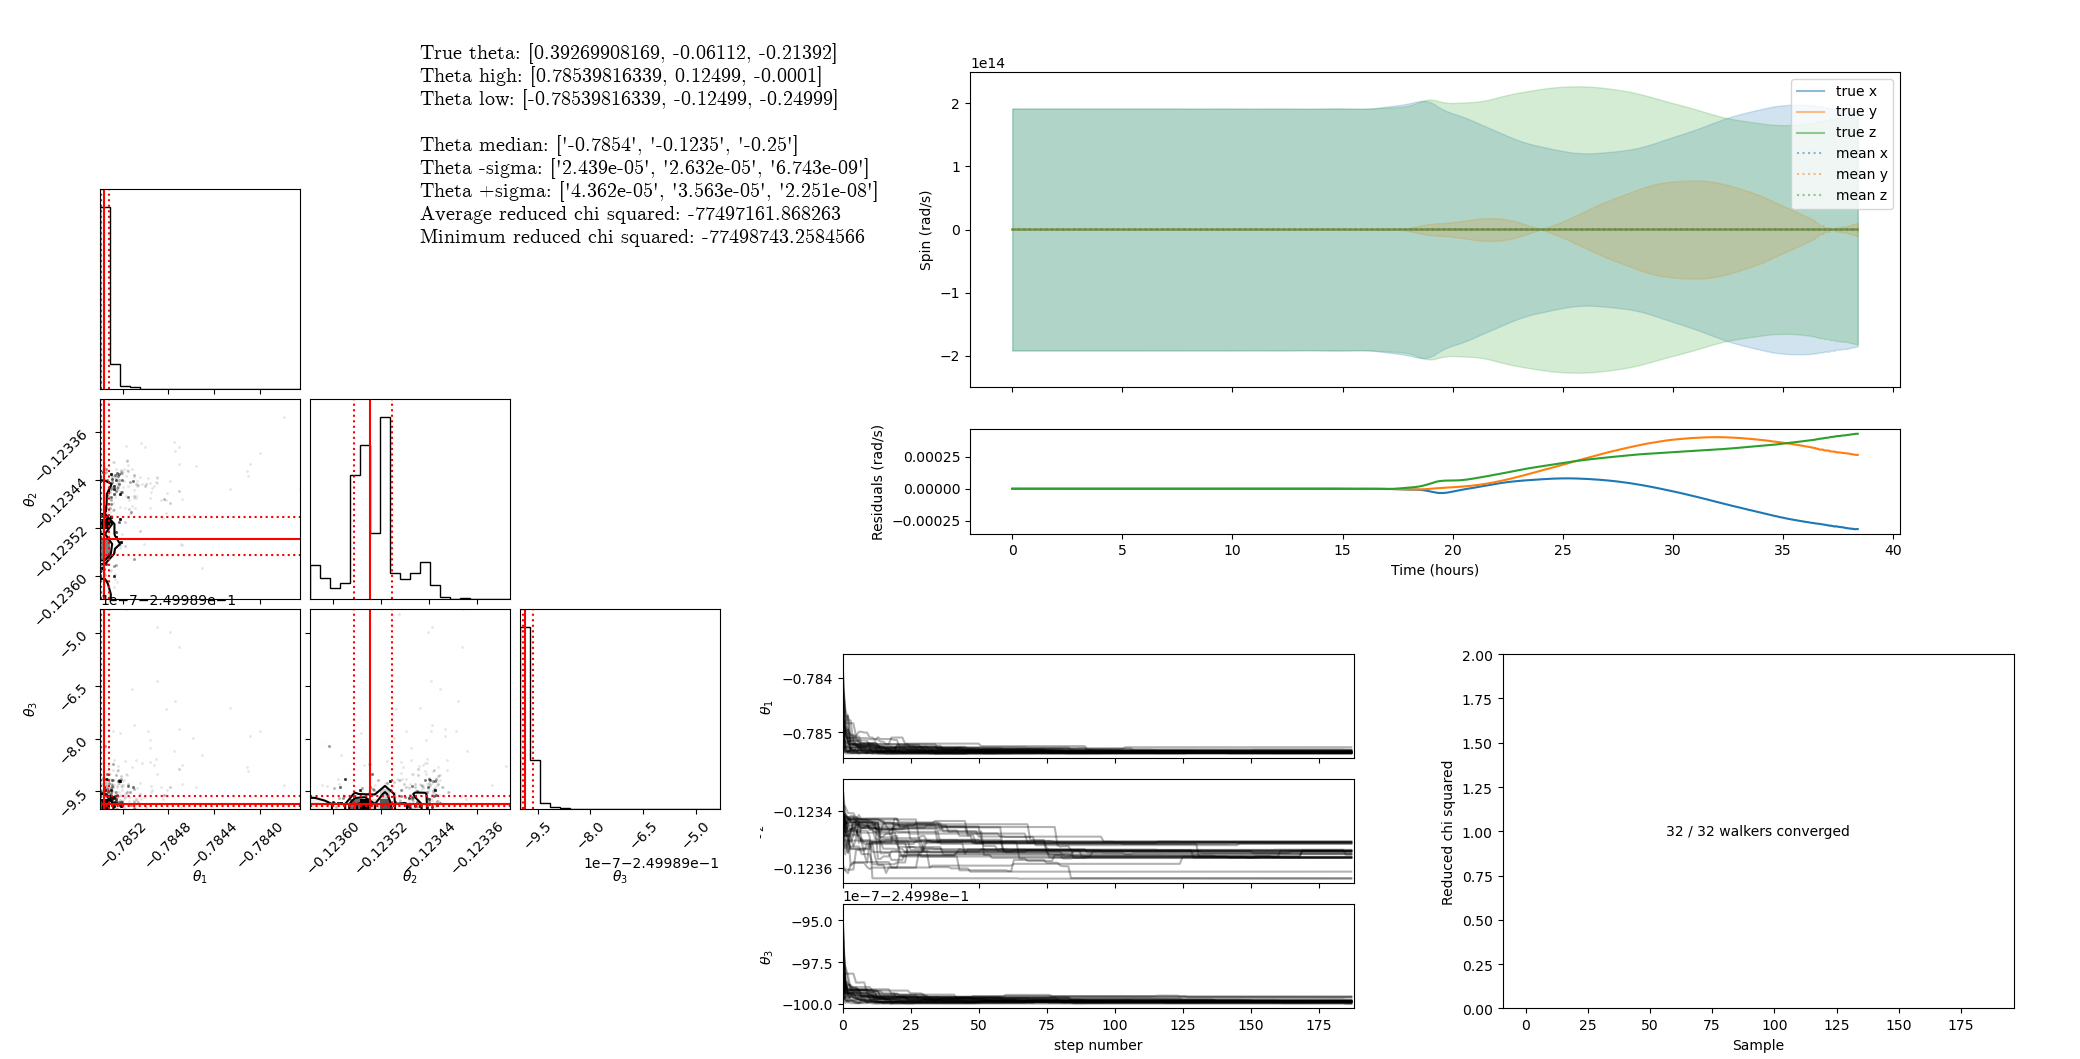 True theta: [0.39269908169, -0.06112, -0.21392]
Theta high: [0.78539816339, 0.12499, -0.0001]
Theta low: [-0.78539816339, -0.12499, -0.24999]
Theta median: ['-0.7854', '-0.1235', '-0.25']
Theta -sigma: ['2.439e-05', '2.632e-05', '6.743e-09']
Theta +sigma: ['4.362e-05', '3.563e-05', '2.251e-08']
Average reduced chi squared: -77497161.868263
Minimum reduced chi squared: -77498743.2584566
1e14
2
1
0
−1
−2
Spin (rad/s)
true x
true y
true z
mean x
mean y
mean z
0.00025
0.00000
−0.00025
Residuals (rad/s)
0 5 10 15 20 25 30 35 40
Time (hours)
−0.12336
−0.12344
−0.12352
−0.12360
θ2
1e−7−2.49989e−1
−5.0
−6.5
−8.0
−9.5
θ3
−0.7852 −0.7848 −0.7844 −0.7840
θ1
−0.12360 −0.12352 −0.12344 −0.12336
θ2
−9.5 −8.0 −6.5 −5.0
1e−7−2.49989e−1
θ3
−0.784
−0.785
θ1
−0.1234
−0.1236
1e−7−2.4998e−1
−95.0
−97.5
−100.0
θ3
0 25 50 75 100 125 150 175
step number
2.00
1.75
1.50
1.25
1.00
0.75
0.50
0.25
0.00
Reduced chi squared
32 / 32 walkers converged
0 25 50 75 100 125 150 175
Sample